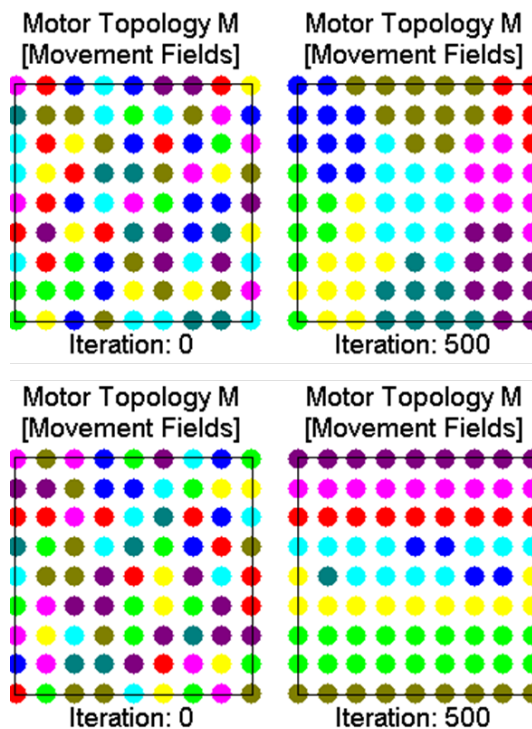 Motor Topology M
[Movement Fields]
Iteration: 0
Motor Topology M
[Movement Fields]
Iteration: 500
Motor Topology M
[Movement Fields]
Iteration: 0
Motor Topology M
[Movement Fields]
Iteration: 500